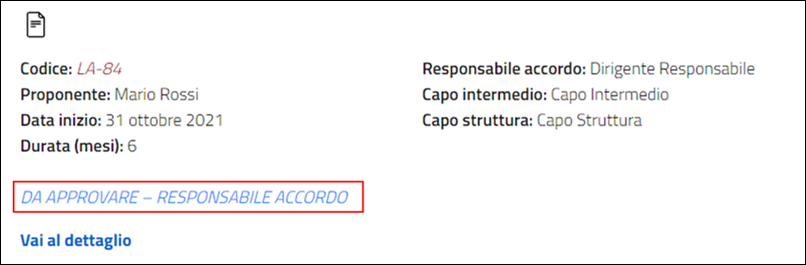 Codice: LA-84
Proponente: Mario Rossi
Data inizio: 31 ottobre 2021
Durata (mesi): 6
Responsabile accordo: Dirigente Responsabile
Capo intermedio: Capo Intermedio
Capo struttura: Capo Struttura
DA APPROVARE – RESPONSABILE ACCORDO
Vai al dettaglio